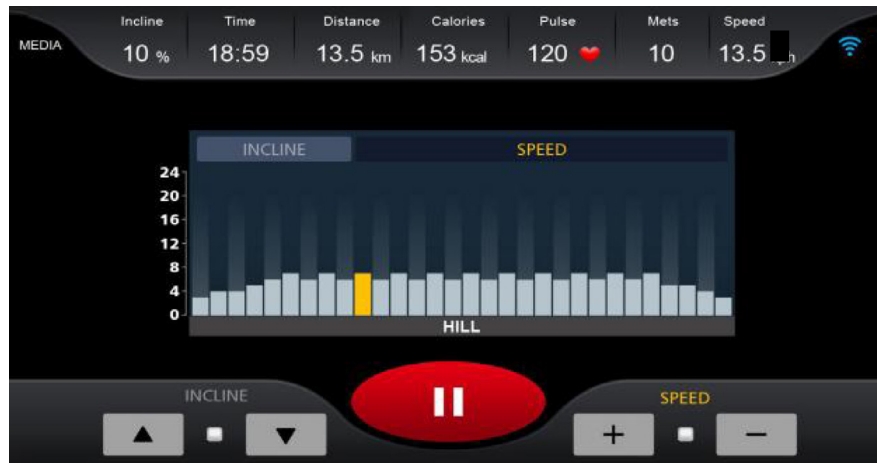 Incline Time Distance Calories Pulse Mets Speed
MEDIA 10 % 18:59 13.5 km 153 kcal 120 10 13.5
INCLINE SPEED
24
20
16
12
8
4
0
HILL
INCLINE SPEED
+ −